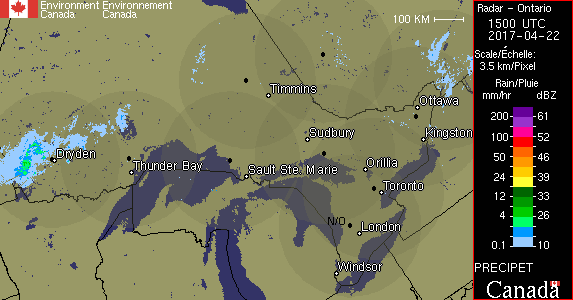 Environment Environnement
Canada Canada
100 KM
Timmins
Ottawa
Sudbury
Kingston
Dryden
Thunder Bay
Sault Ste. Marie
Orillia
Toronto
N/O
London
Windsor
Radar - Ontario
1500 UTC
2017-04-22
Scale/Échelle:
3.5 km/Pixel
Rain/Pluie
mm/hr dBZ
200 61
100 52
50 46
24 39
12 33
4 26
0.1 10
PRECIPET
Canada